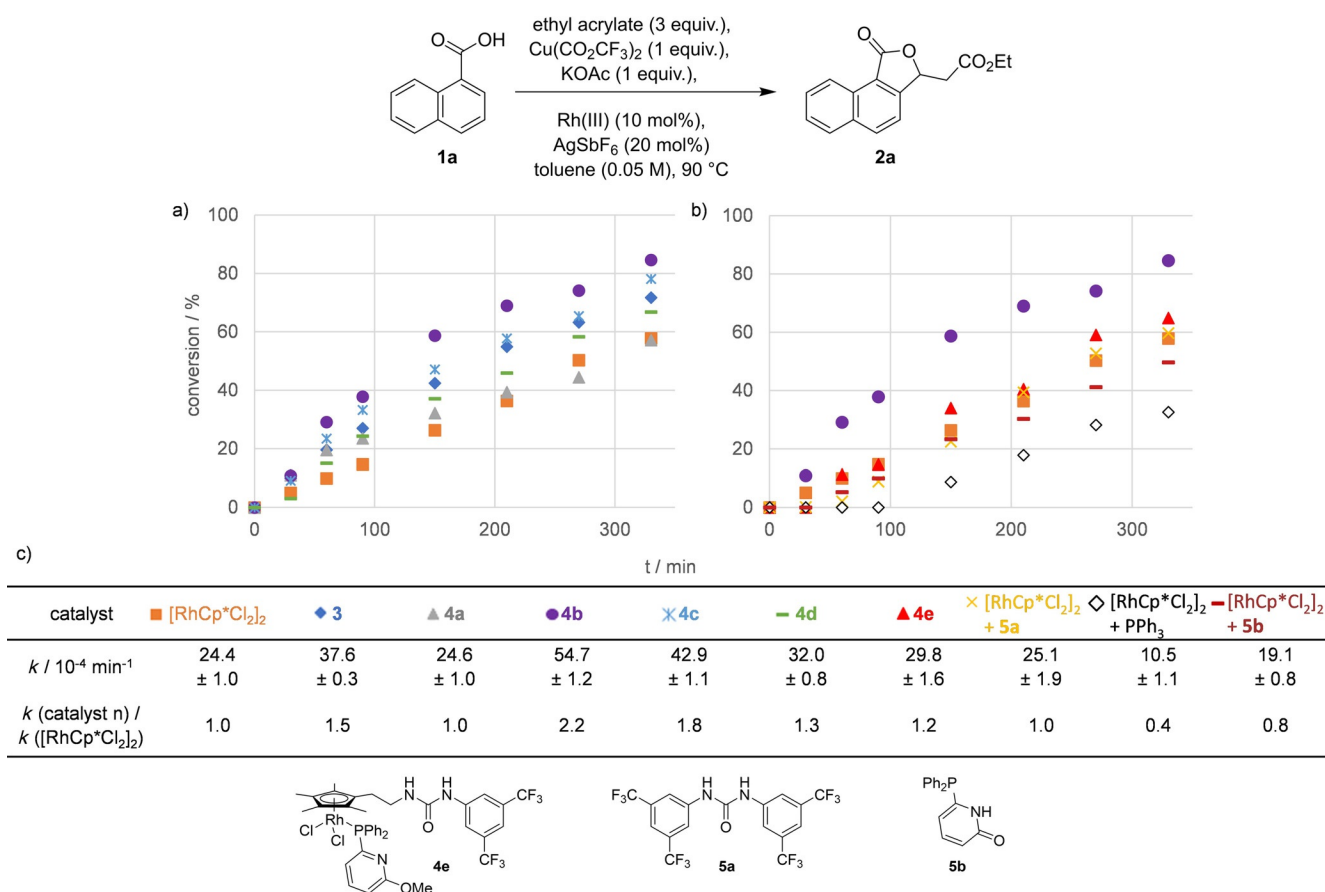 ethyl acrylate (3 equiv.),
Cu(CO₂CF₃)₂ (1 equiv.),
KOAc (1 equiv.),
Rh(III) (10 mol%),
AgSbF₆ (20 mol%)
toluene (0.05 M), 90 °C
O
OH
1a
O
O
CO₂Et
2a
a)
b)
conversion / %
100
80
60
40
20
0
0 100 200 300
100
80
60
40
20
0
0 100 200 300
t / min
c)
catalyst [RhCp*Cl₂]₂ 3 4a 4b 4c 4d 4e [RhCp*Cl₂]₂ + 5a [RhCp*Cl₂]₂ + PPh₃ [RhCp*Cl₂]₂ + 5b
k / 10⁻⁴ min⁻¹ 24.4 37.6 24.6 54.7 42.9 32.0 29.8 25.1 10.5 19.1
± 1.0 ± 0.3 ± 1.0 ± 1.2 ± 1.1 ± 0.8 ± 1.6 ± 1.9 ± 1.1 ± 0.8
k (catalyst n) /
k ([RhCp*Cl₂]₂) 1.0 1.5 1.0 2.2 1.8 1.3 1.2 1.0 0.4 0.8
H H
N N
O
CF₃
CF₃
Rh
Cl
Cl
PPh₂
N
OMe
4e
F₃C
H H
N N
CF₃
O
CF₃
CF₃
5a
Ph₂P
NH
O
5b